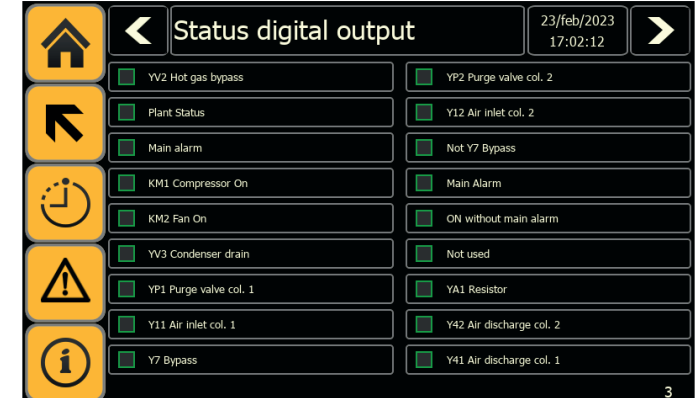 Status digital output
23/feb/2023
17:02:12
YV2 Hot gas bypass
Plant Status
Main alarm
KM1 Compressor On
KM2 Fan On
YV3 Condenser drain
YP1 Purge valve col. 1
Y11 Air inlet col. 1
Y7 Bypass
YP2 Purge valve col. 2
Y12 Air inlet col. 2
Not Y7 Bypass
Main Alarm
ON without main alarm
Not used
YA1 Resistor
Y42 Air discharge col. 2
Y41 Air discharge col. 1
3